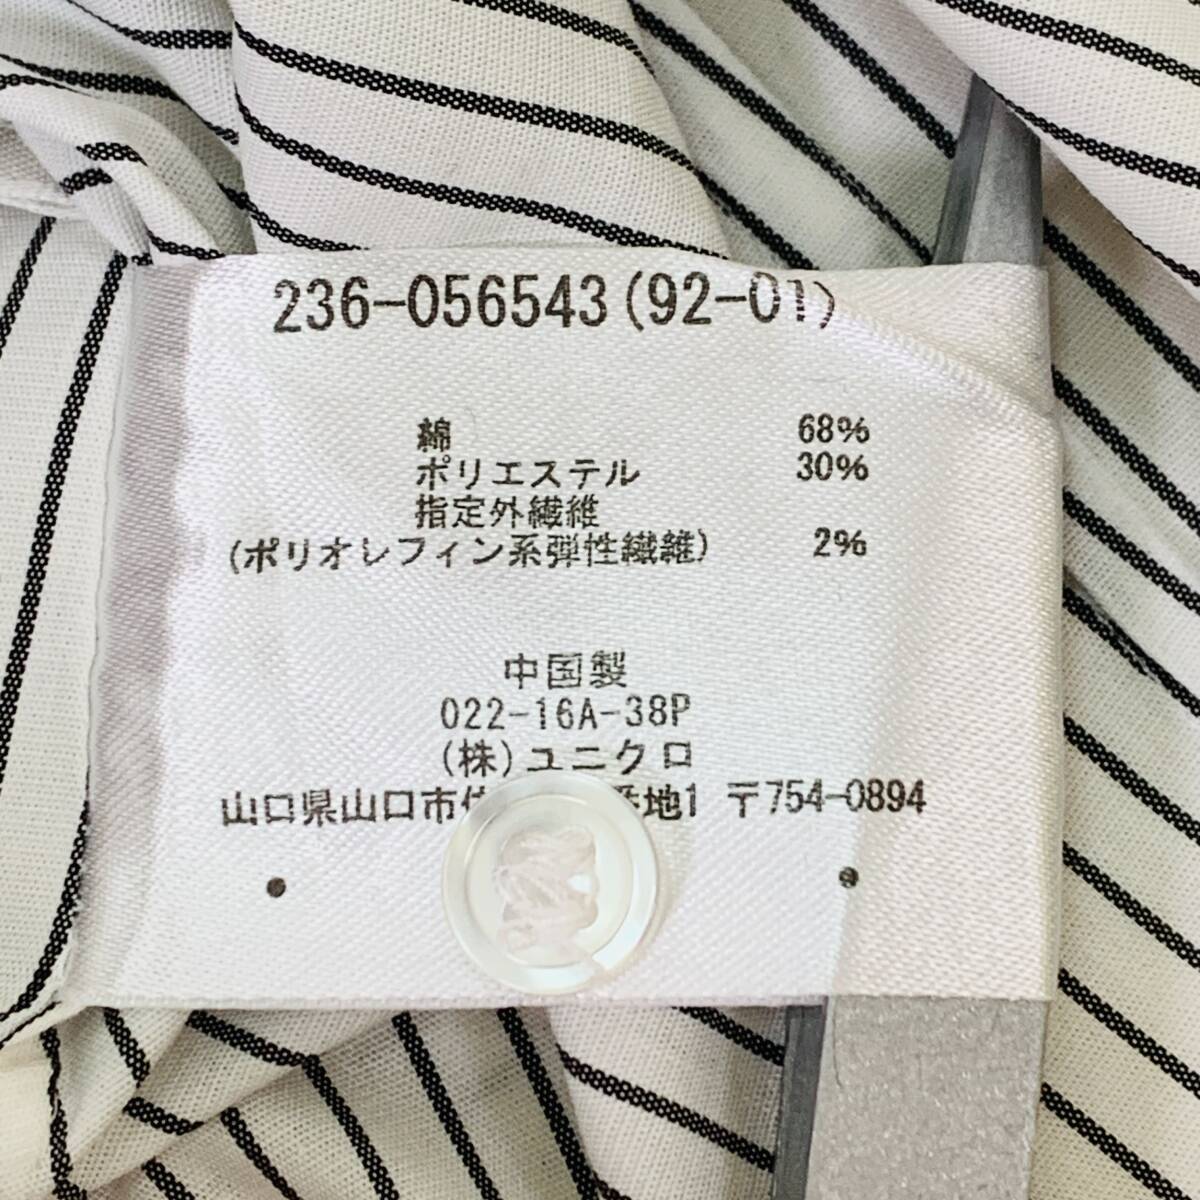 236-056543(92-01)
綿 68%
ポリエステル 30%
指定外繊維
(ポリオレフィン系弾性繊維) 2%
中国製
022-16A-38P
(株)ユニクロ
山口県山口市佐 番地1 〒754-0894